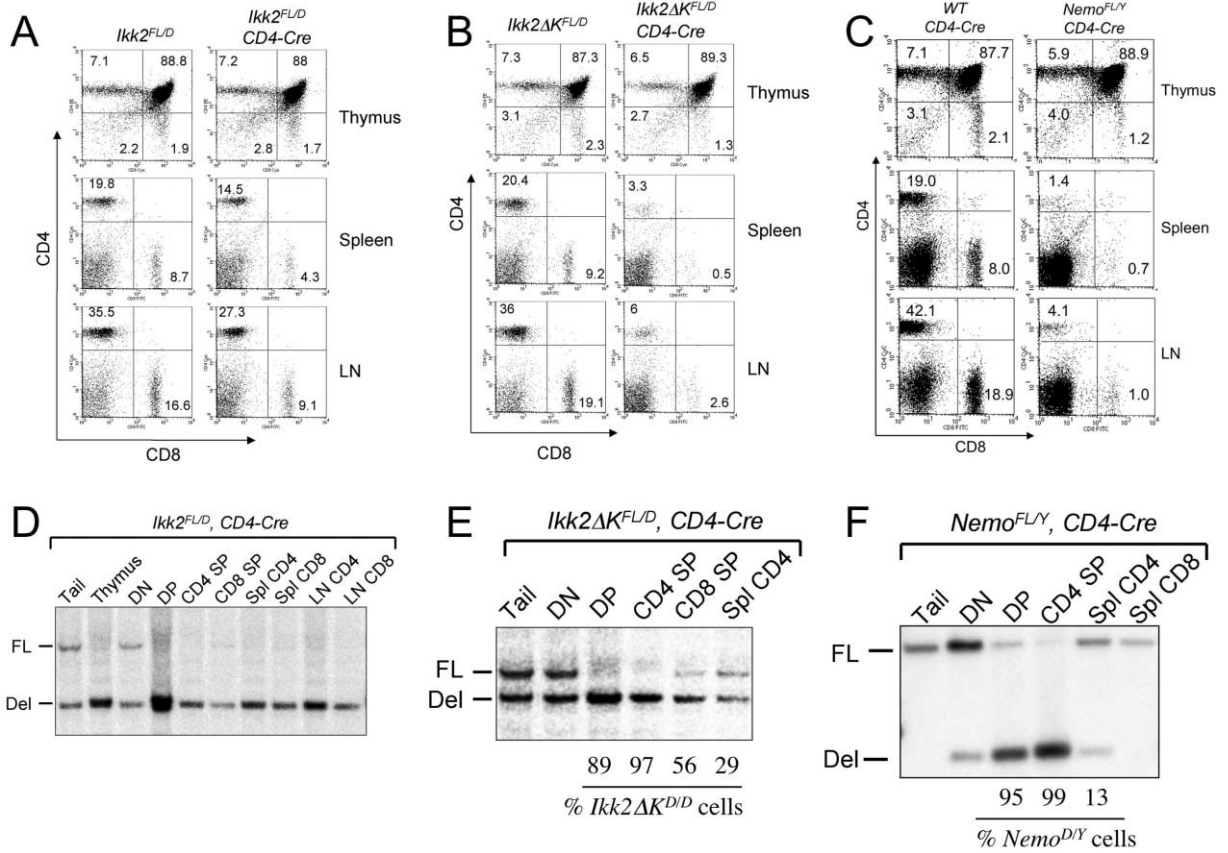 A
Ikk2FL/D
Ikk2FL/D
CD4-Cre
7.1
88.8
7.2
88
2.2
1.9
2.8
1.7
Thymus
19.8
14.5
8.7
4.3
Spleen
35.5
27.3
16.6
9.1
LN
CD4
CD8
B
Ikk2ΔKFL/D
Ikk2ΔKFL/D
CD4-Cre
7.3
87.3
6.5
89.3
3.1
2.3
2.7
1.3
Thymus
20.4
3.3
9.2
0.5
Spleen
36
6
19.1
2.6
LN
CD4
CD8
C
WT
CD4-Cre
NemoFL/Y
CD4-Cre
7.1
87.7
5.9
88.9
3.1
2.1
4.0
1.2
Thymus
19.0
1.4
8.0
0.7
Spleen
42.1
4.1
18.9
1.0
LN
CD8 FITC
CD8 FITC
CD4
CD8
D
Ikk2FL/D, CD4-Cre
Tail Thymus DN DP CD4 SP CD8 SP Spl CD4 Spl CD8 LN CD4 LN CD8
FL
Del
E
Ikk2ΔKFL/D, CD4-Cre
Tail DN DP CD4 SP CD8 SP Spl CD4
FL
Del
89 97 56 29
% Ikk2ΔKD/D cells
F
NemoFL/Y, CD4-Cre
Tail DN DP CD4 SP Spl CD4 Spl CD8
FL
Del
95 99 13
% NemoD/Y cells